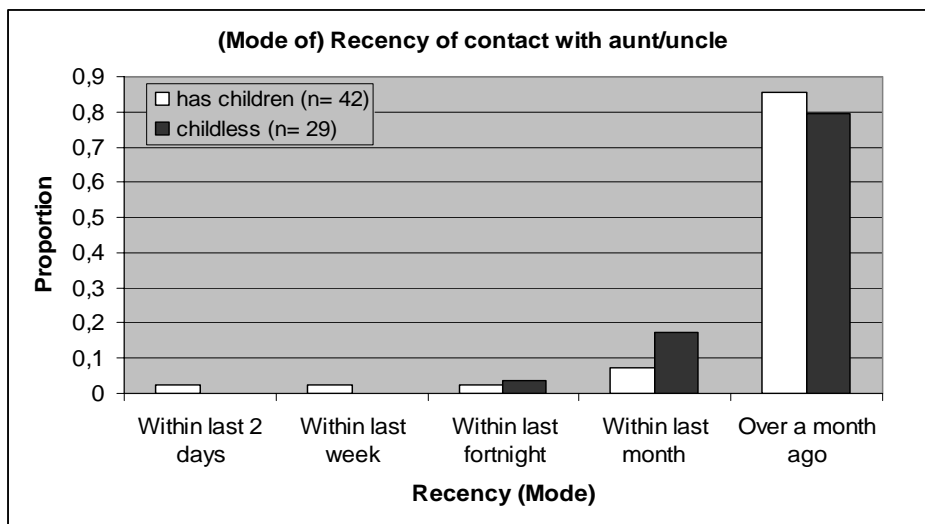 (Mode of) Recency of contact with aunt/uncle
0,9
0,8
0,7
0,6
0,5
0,4
0,3
0,2
0,1
0
Proportion
has children (n= 42)
childless (n= 29)
Within last 2
days
Within last
week
Within last
fortnight
Within last
month
Over a month
ago
Recency (Mode)